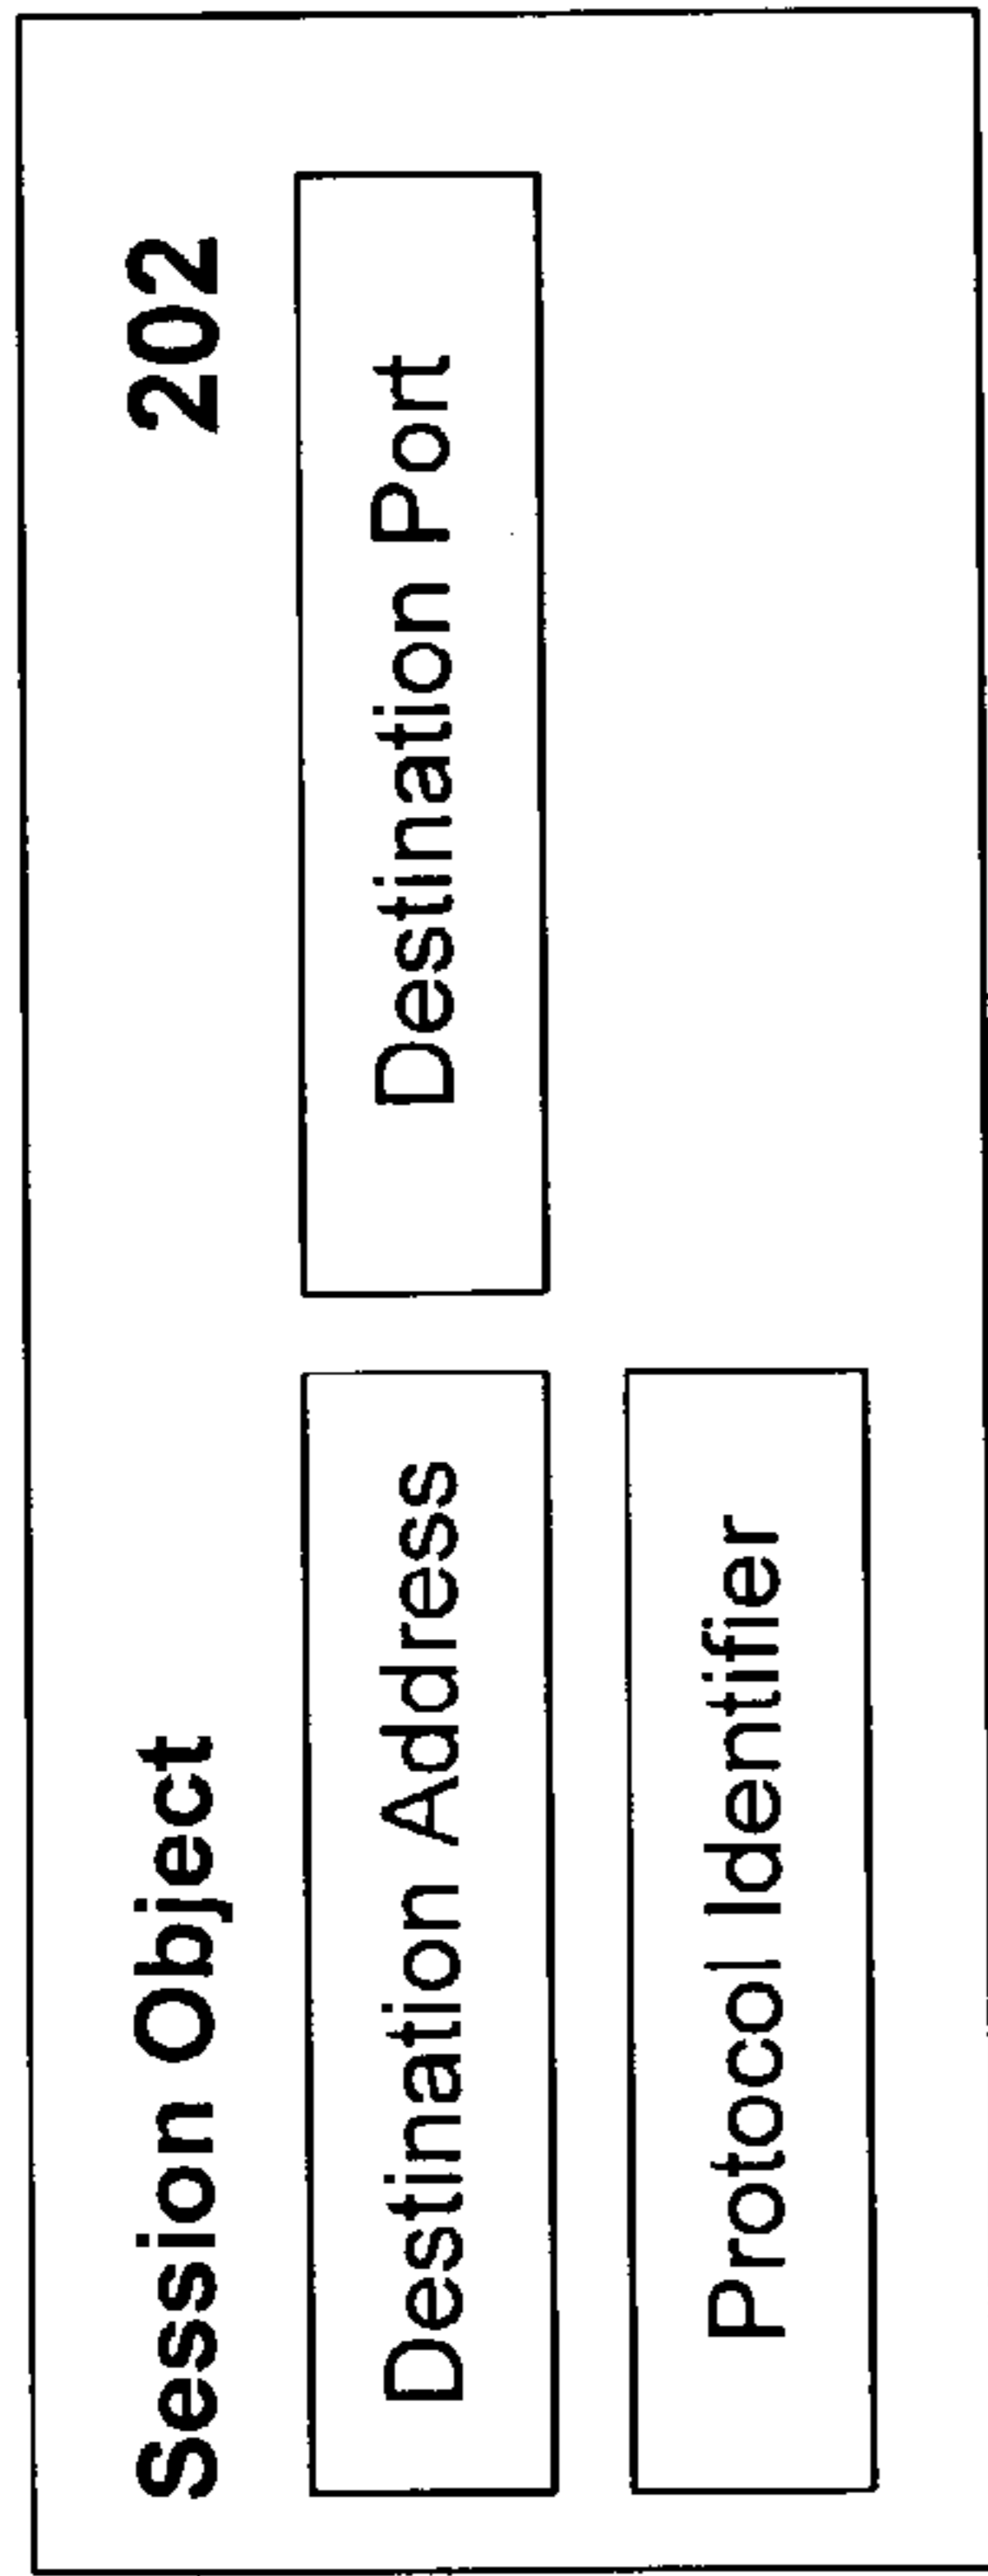 Session Object 202
Destination Address Destination Port
Protocol Identifier